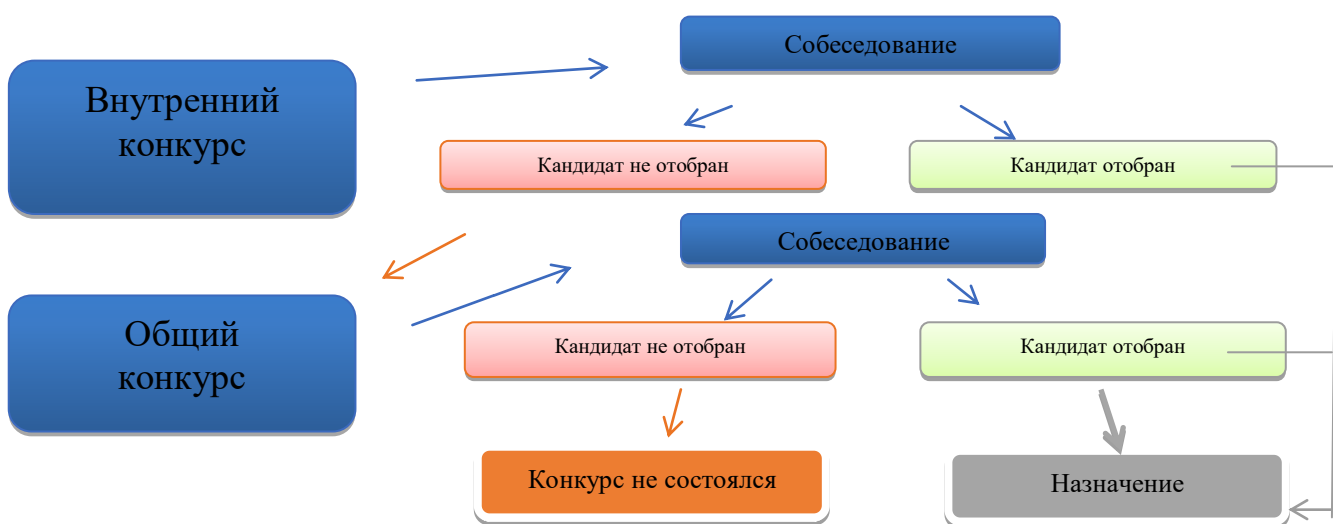 Собеседование
Внутренний
конкурс
Кандидат не отобран
Кандидат отобран
Собеседование
Общий
конкурс
Кандидат не отобран
Кандидат отобран
Конкурс не состоялся
Назначение